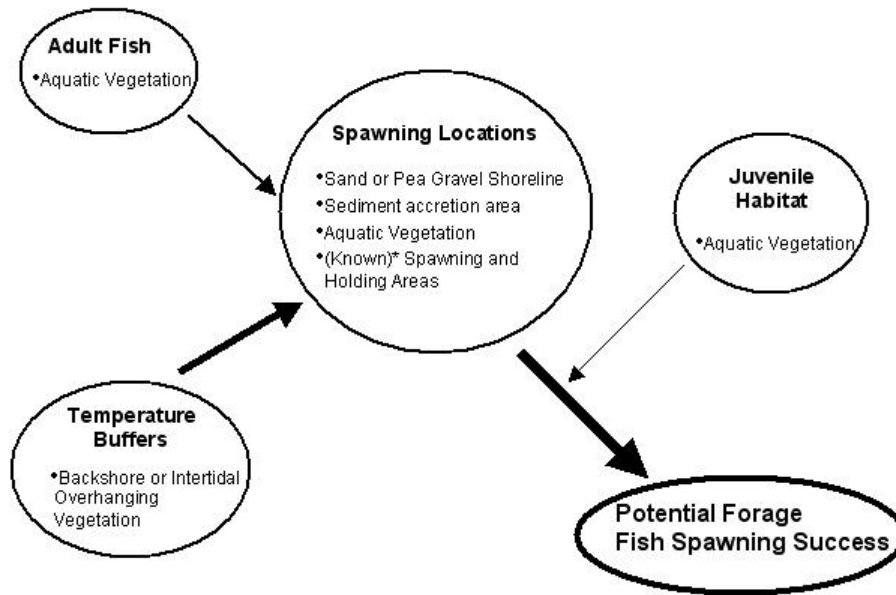 Adult Fish
•Aquatic Vegetation
Spawning Locations
•Sand or Pea Gravel Shoreline
•Sediment accretion area
•Aquatic Vegetation
•(Known)* Spawning and
Holding Areas
Juvenile
Habitat
•Aquatic Vegetation
Temperature
Buffers
•Backshore or Intertidal
Overhanging
Vegetation
Potential Forage
Fish Spawning Success